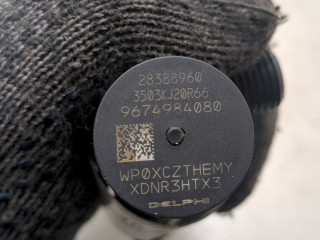 28388960
3503KJ20R66
9674984080
WP0XCZTHEMY
XDNR3HTX3
DELPHI